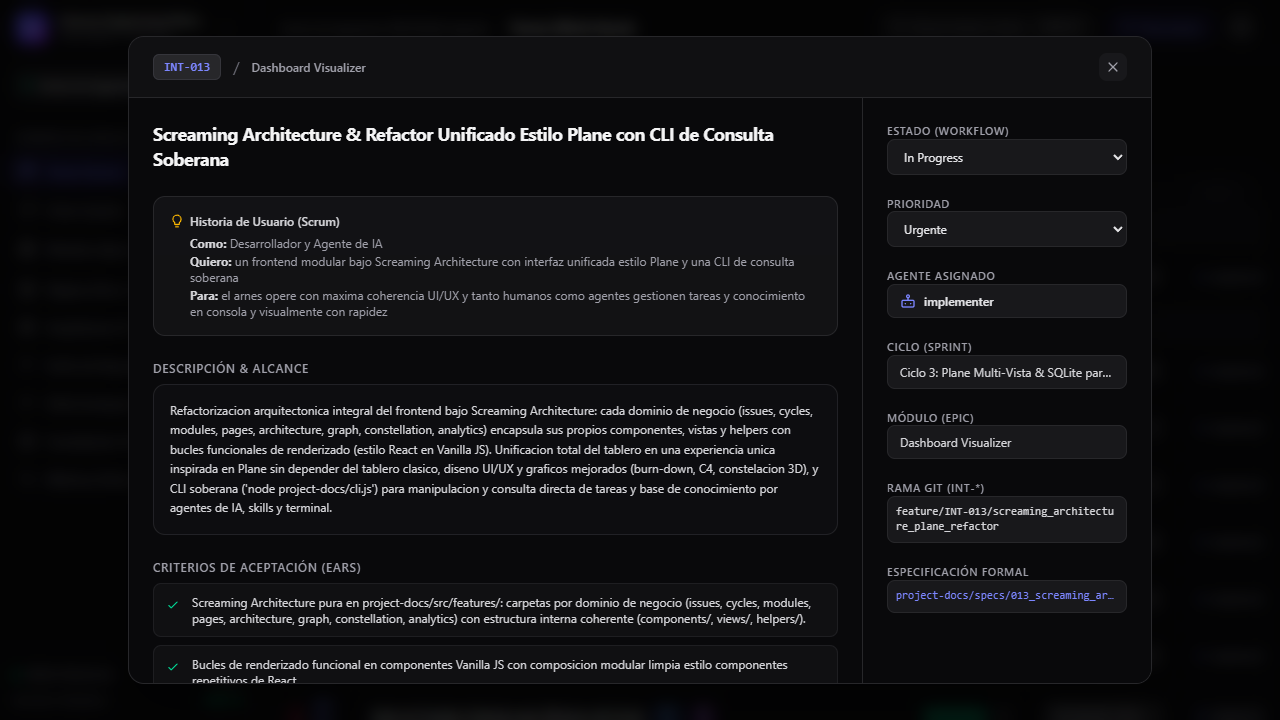 INT-013 / Dashboard Visualizer
Screaming Architecture & Refactor Unificado Estilo Plane con CLI de Consulta
Soberana
Historia de Usuario (Scrum)
Como: Desarrollador y Agente de IA
Quiero: un frontend modular bajo Screaming Architecture con interfaz unificada estilo Plane y una CLI de consulta
soberana
Para: el arnes opere con maxima coherencia UI/UX y tanto humanos como agentes gestionen tareas y conocimiento
en consola y visualmente con rapidez
DESCRIPCIÓN & ALCANCE
Refactorizacion arquitectonica integral del frontend bajo Screaming Architecture: cada dominio de negocio (issues, cycles,
modules, pages, architecture, graph, constellation, analytics) encapsula sus propios componentes, vistas y helpers con
bucles funcionales de renderizado (estilo React en Vanilla JS). Unificacion total del tablero en una experiencia unica
inspirada en Plane sin depender del tablero clasico, diseno UI/UX y graficos mejorados (burn-down, C4, constelacion 3D), y
CLI soberana ('node project-docs/cli.js') para manipulacion y consulta directa de tareas y base de conocimiento por
agentes de IA, skills y terminal.
CRITERIOS DE ACEPTACIÓN (EARS)
Screaming Architecture pura en project-docs/src/features/: carpetas por dominio de negocio (issues, cycles, modules,
pages, architecture, graph, constellation, analytics) con estructura interna coherente (components/, views/, helpers/).
Bucles de renderizado funcional en componentes Vanilla JS con composicion modular limpia estilo componentes
repetitivos de React.
ESTADO (WORKFLOW)
In Progress
PRIORIDAD
Urgente
AGENTE ASIGNADO
implementer
CICLO (SPRINT)
Ciclo 3: Plane Multi-Vista & SQLite par...
MÓDULO (EPIC)
Dashboard Visualizer
RAMA GIT (INT-*)
feature/INT-013/screaming_architectu
re_plane_refactor
ESPECIFICACIÓN FORMAL
project-docs/specs/013_screaming_ar…